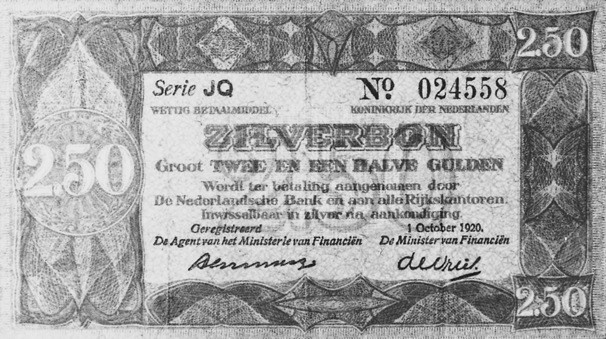 2.50
Serie JQ No 024558
WETTIG BETAALMIDDEL KONINKRIJK DER NEDERLANDEN
ZILVERBON
Groot TWEE EN EEN HALVE GULDEN
2.50
Wordt ter betaling aangenomen door
De Nederlandsche Bank en aan alle Rijkskantoren.
Inwisselbaar in zilver na aankondiging.
Geregistreerd 1 October 1920.
De Agent van het Ministerie van Financiën De Minister van Financiën
de Vries
2.50